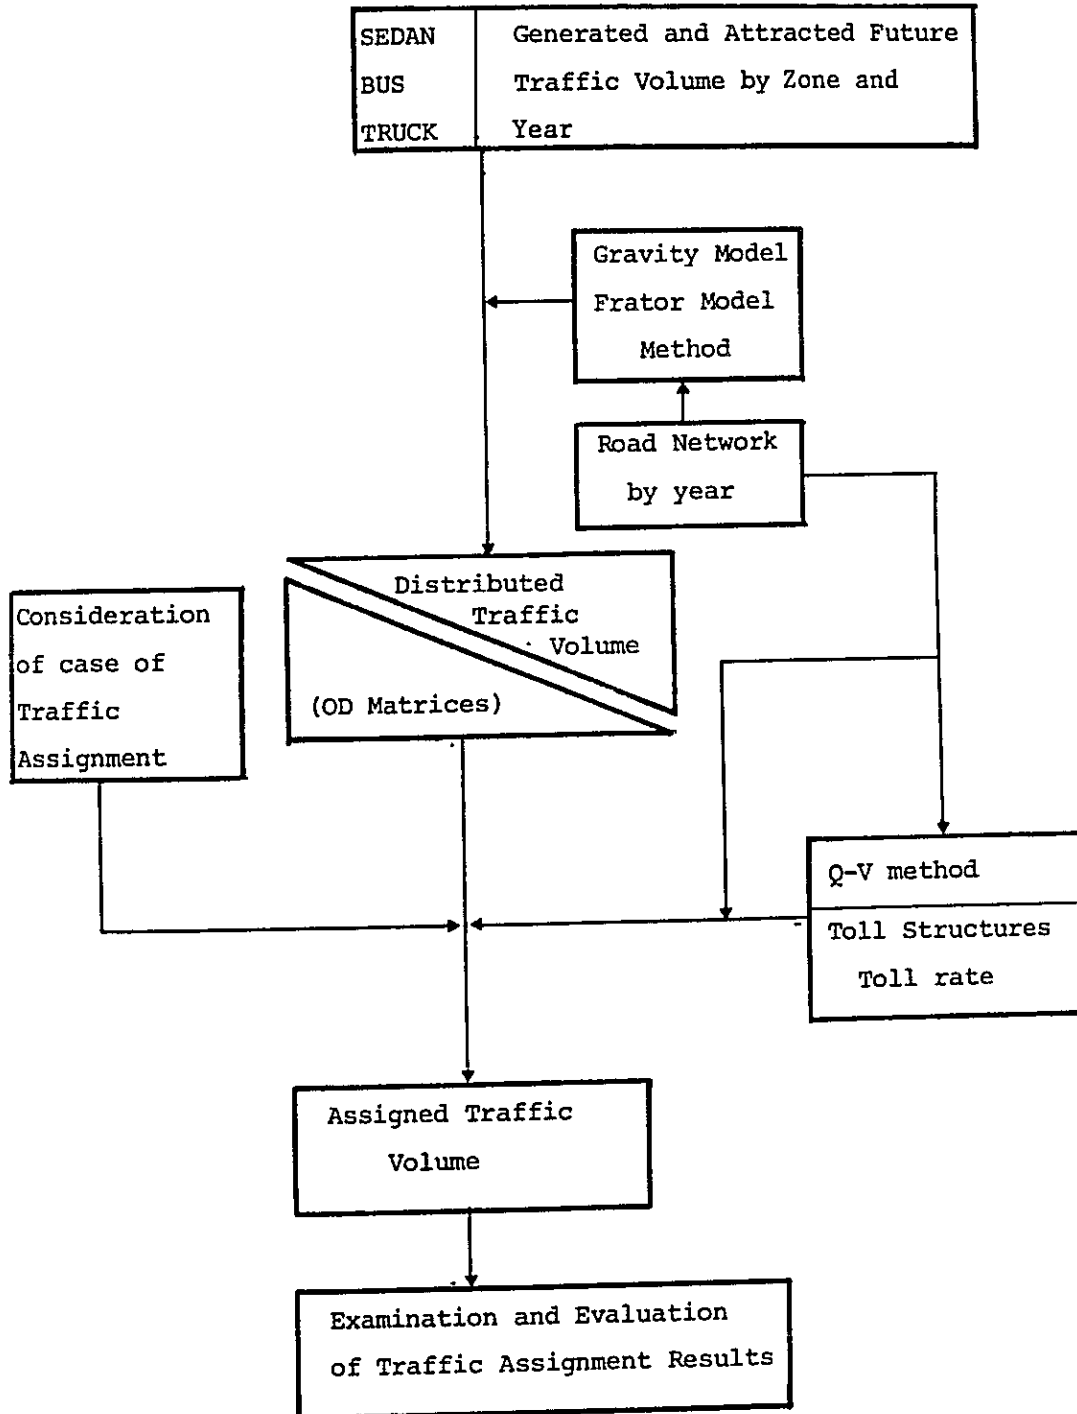 SEDAN
BUS
TRUCK
Generated and Attracted Future
Traffic Volume by Zone and
Year
Gravity Model
Frator Model
Method
Road Network
by year
Distributed
Traffic
Volume
(OD Matrices)
Consideration
of case of
Traffic
Assignment
Q-V method
Toll Structures
Toll rate
Assigned Traffic
Volume
Examination and Evaluation
of Traffic Assignment Results